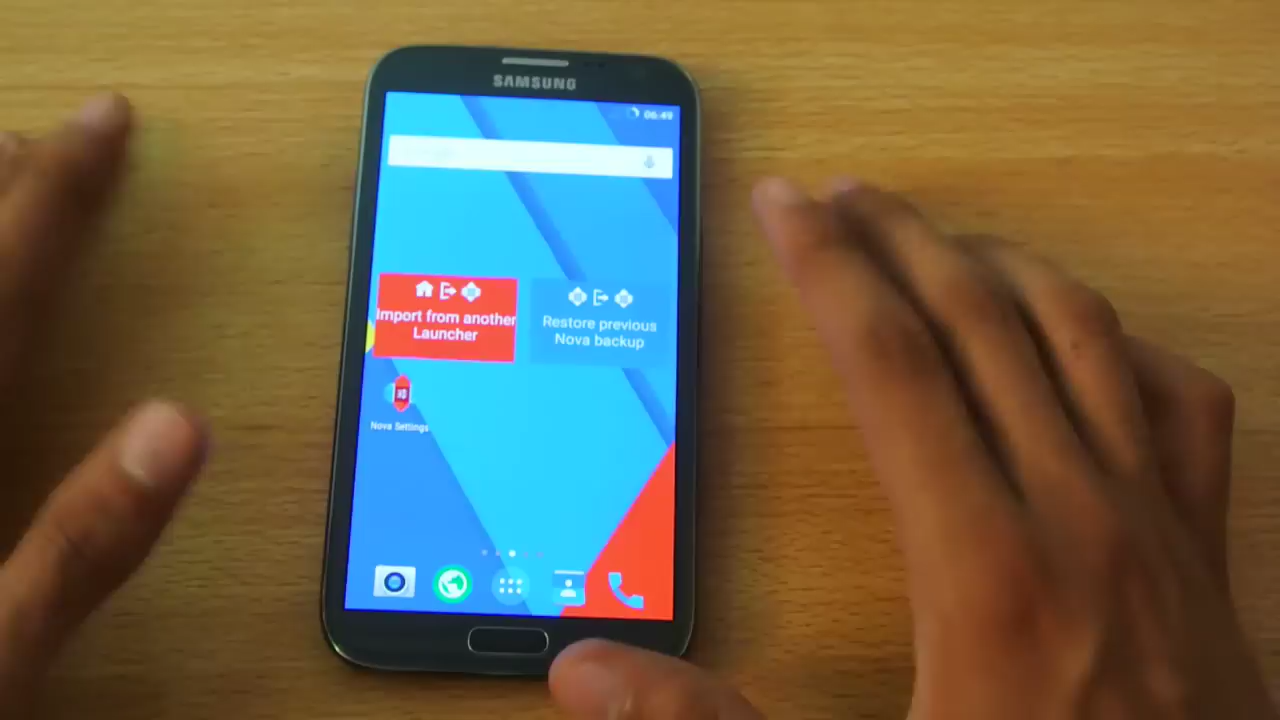 SAMSUNG
06:49
Import from another
Launcher
Restore previous
Nova backup
Nova Settings